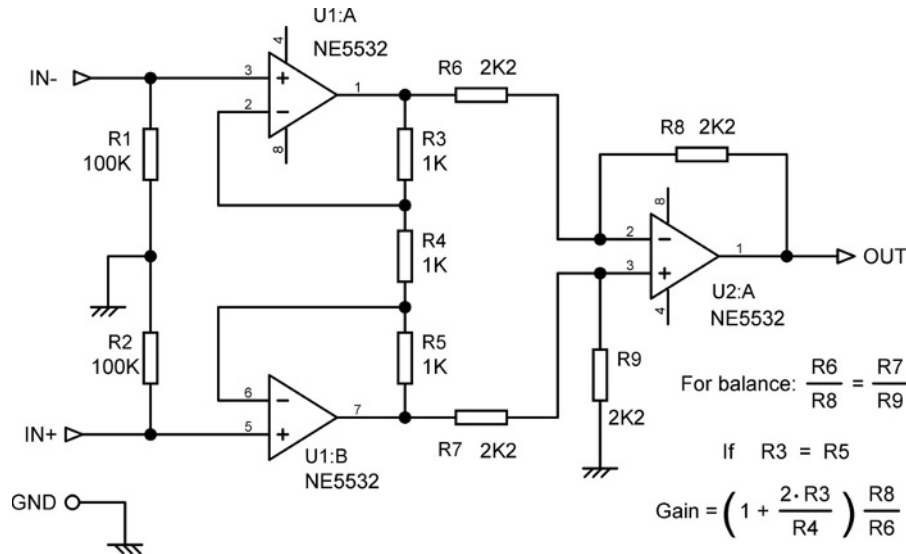 U1:A
NE5532
4
IN-
3
+
1
2
−
8
R6 2K2
R1
100K
R3
1K
R8 2K2
R4
1K
8
2
−
1
3
+
OUT
4
U2:A
NE5532
R2
100K
R5
1K
R9
2K2
6
−
7
5
+
IN+
R7 2K2
U1:B
NE5532
GND
For balance: R6/R8 = R7/R9
If R3 = R5
Gain = (1 + 2·R3/R4) R8/R6